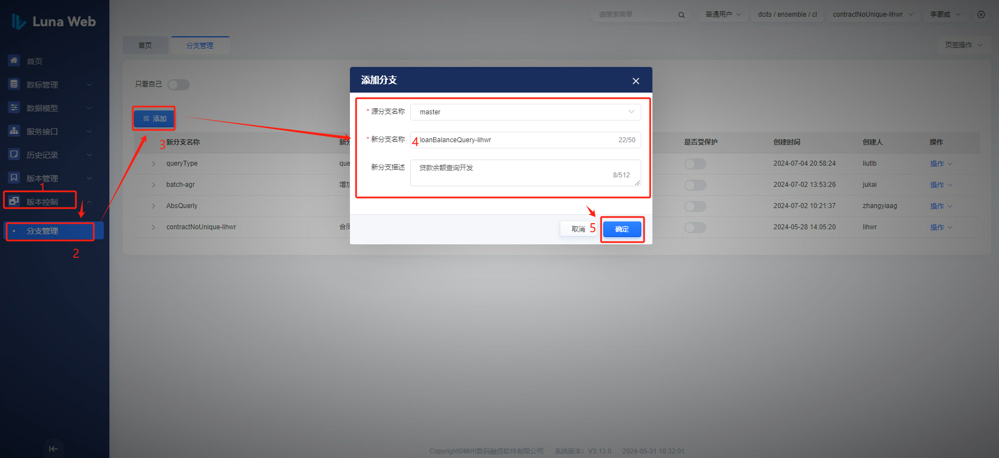 Luna Web
请搜索菜单
普通用户
dcits / ensemble / cl
contractNoUnique-lihwr
李灏威
首页
分支管理
页签操作
首页
数标管理
数据模型
服务接口
历史记录
版本管理
1
版本控制
分支管理
2
只看自己
添加
3
添加分支
* 源分支名称
master
* 新分支名称
4
loanBalanceQuery-lihwr
22/50
新分支描述
贷款余额查询开发
8/512
取消
5
确定
新分支名称 新分 是否受保护 创建时间 创建人 操作
queryType que 2024-07-04 20:58:24 liutlb 操作
batch-agr 增加 2024-07-02 13:53:26 jukai 操作
AbsQuerly 2024-07-02 10:21:37 zhangyiaag 操作
contractNoUnique-lihwr 合同 2024-05-28 14:05:20 lihwr 操作
Copyright©神州数码融信软件有限公司 系统版本：V3.13.0 2024-05-31 10:32:01